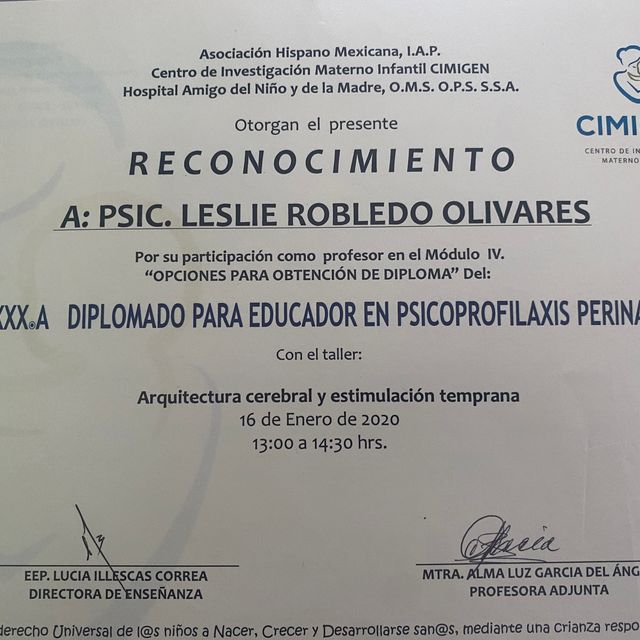 Asociación Hispano Mexicana, I.A.P.
Centro de Investigación Materno Infantil CIMIGEN
Hospital Amigo del Niño y de la Madre, O.M.S. O.P.S. S.S.A.
CIMI
CENTRO DE IN
MATERNO
Otorgan el presente
RECONOCIMIENTO
A: PSIC. LESLIE ROBLEDO OLIVARES
Por su participación como profesor en el Módulo IV.
“OPCIONES PARA OBTENCIÓN DE DIPLOMA” Del:
XXX.A DIPLOMADO PARA EDUCADOR EN PSICOPROFILAXIS PERINA
Con el taller:
Arquitectura cerebral y estimulación temprana
16 de Enero de 2020
13:00 a 14:30 hrs.
EEP. LUCIA ILLESCAS CORREA
DIRECTORA DE ENSEÑANZA
MTRA. ALMA LUZ GARCIA DEL ÁNG
PROFESORA ADJUNTA
derecho Universal de l@s niños a Nacer, Crecer y Desarrollarse san@s, mediante una crianza respo